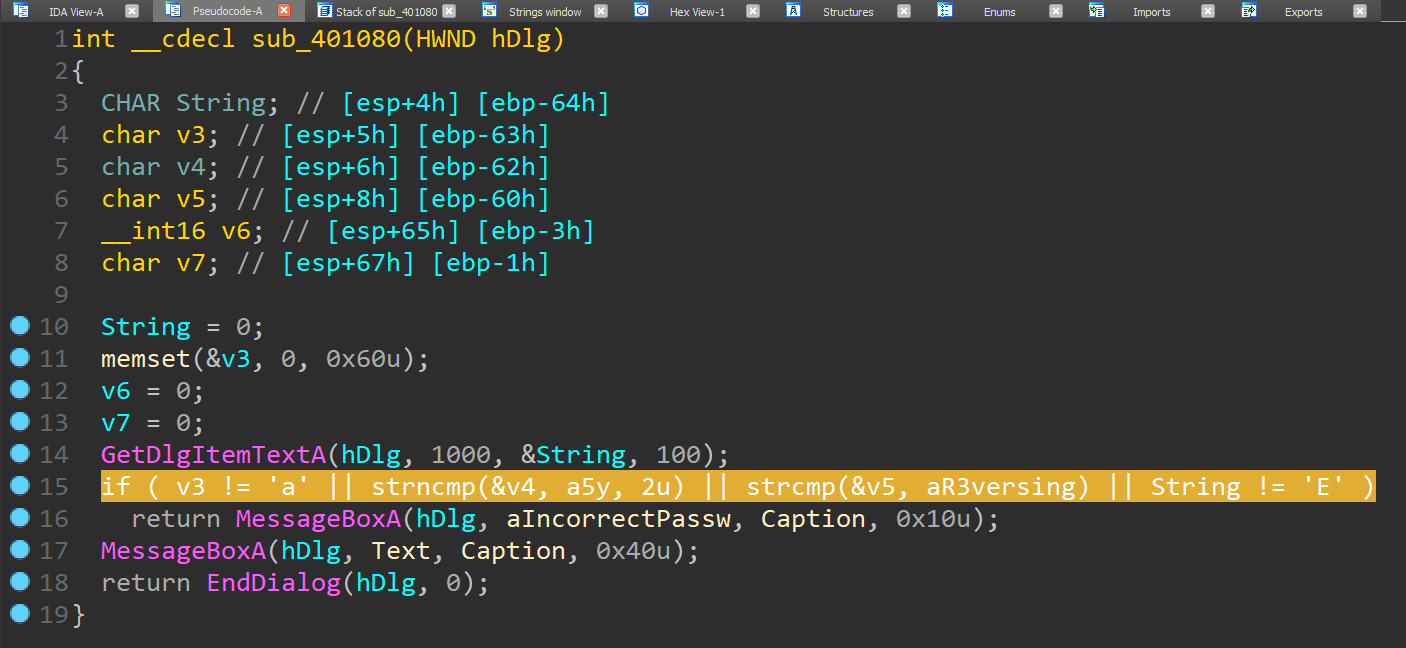 IDA View-A Pseudocode-A Stack of sub_401080 Strings window Hex View-1 Structures Enums Imports Exports
1 int __cdecl sub_401080(HWND hDlg)
2 {
3 CHAR String; // [esp+4h] [ebp-64h]
4 char v3; // [esp+5h] [ebp-63h]
5 char v4; // [esp+6h] [ebp-62h]
6 char v5; // [esp+8h] [ebp-60h]
7 __int16 v6; // [esp+65h] [ebp-3h]
8 char v7; // [esp+67h] [ebp-1h]
9
10 String = 0;
11 memset(&v3, 0, 0x60u);
12 v6 = 0;
13 v7 = 0;
14 GetDlgItemTextA(hDlg, 1000, &String, 100);
15 if ( v3 != 'a' || strncmp(&v4, a5y, 2u) || strcmp(&v5, aR3versing) || String != 'E' )
16 return MessageBoxA(hDlg, aIncorrectPassw, Caption, 0x10u);
17 MessageBoxA(hDlg, Text, Caption, 0x40u);
18 return EndDialog(hDlg, 0);
19 }